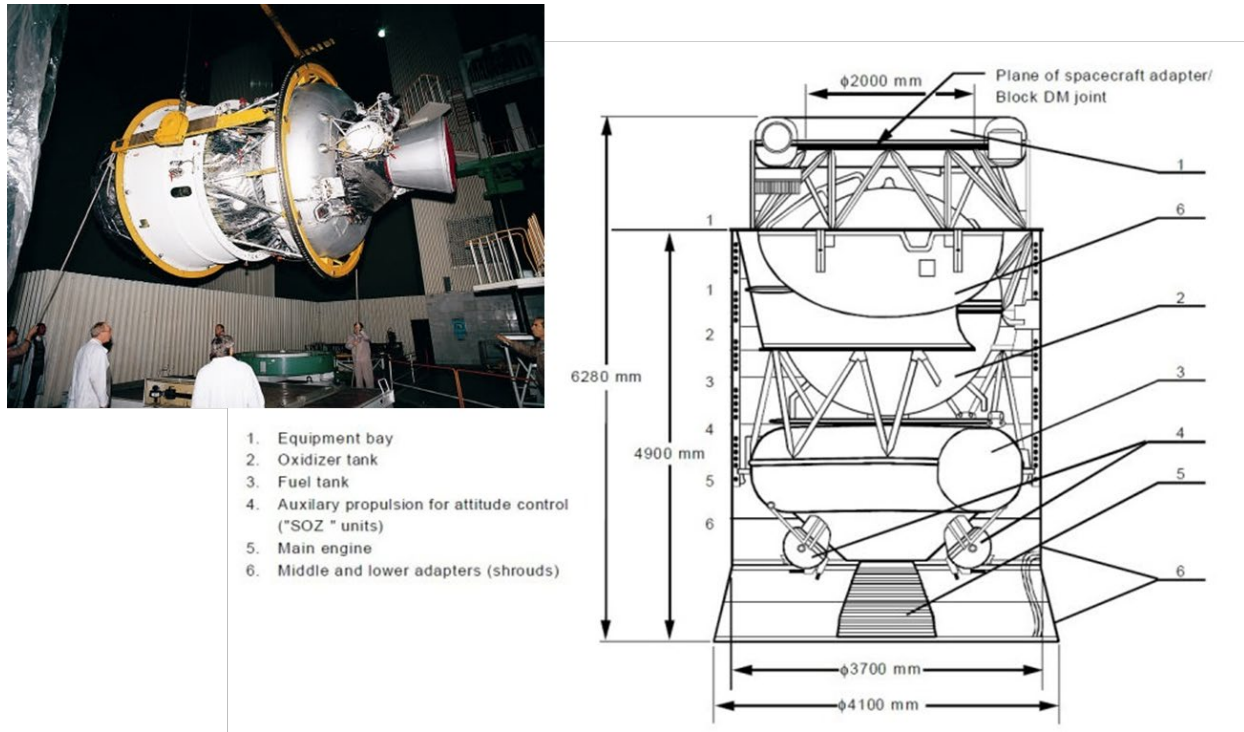 ϕ2000 mm
Plane of spacecraft adapter/
Block DM joint
1
6
1
1
2
2
6280 mm
3
3
4
4
4900 mm
5
5
6
6
ϕ3700 mm
ϕ4100 mm
1. Equipment bay
2. Oxidizer tank
3. Fuel tank
4. Auxilary propulsion for attitude control
("SOZ " units)
5. Main engine
6. Middle and lower adapters (shrouds)